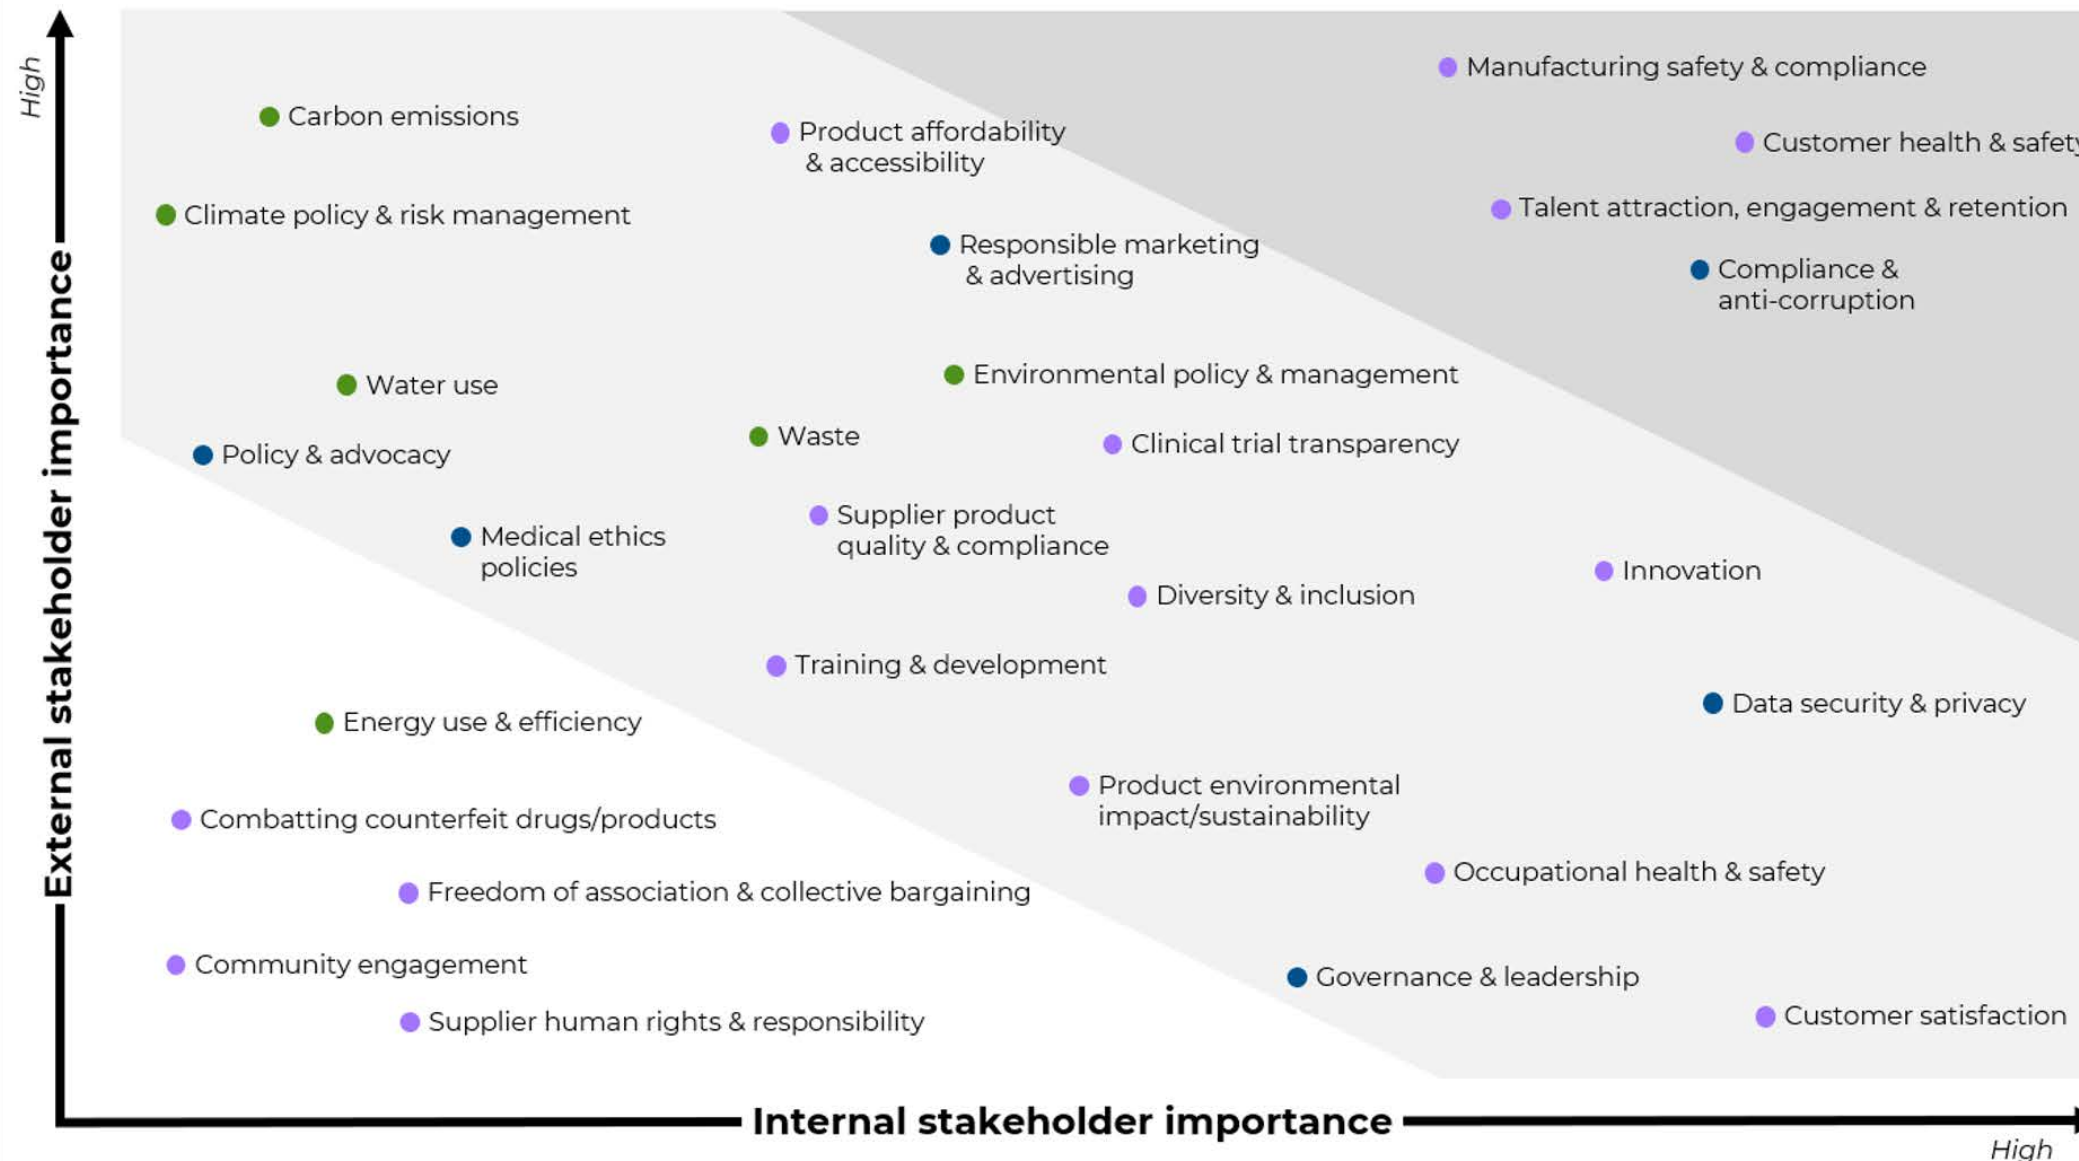 High
Manufacturing safety & compliance
Carbon emissions
Product affordability
& accessibility
Customer health & safety
Climate policy & risk management
Talent attraction, engagement & retention
Responsible marketing
& advertising
Compliance &
anti-corruption
Water use
Environmental policy & management
Waste
Clinical trial transparency
Policy & advocacy
Medical ethics
policies
Supplier product
quality & compliance
Innovation
Diversity & inclusion
Training & development
Energy use & efficiency
Data security & privacy
Product environmental
impact/sustainability
Combatting counterfeit drugs/products
Occupational health & safety
Freedom of association & collective bargaining
Community engagement
Governance & leadership
Supplier human rights & responsibility
Customer satisfaction
External stakeholder importance
Internal stakeholder importance
High